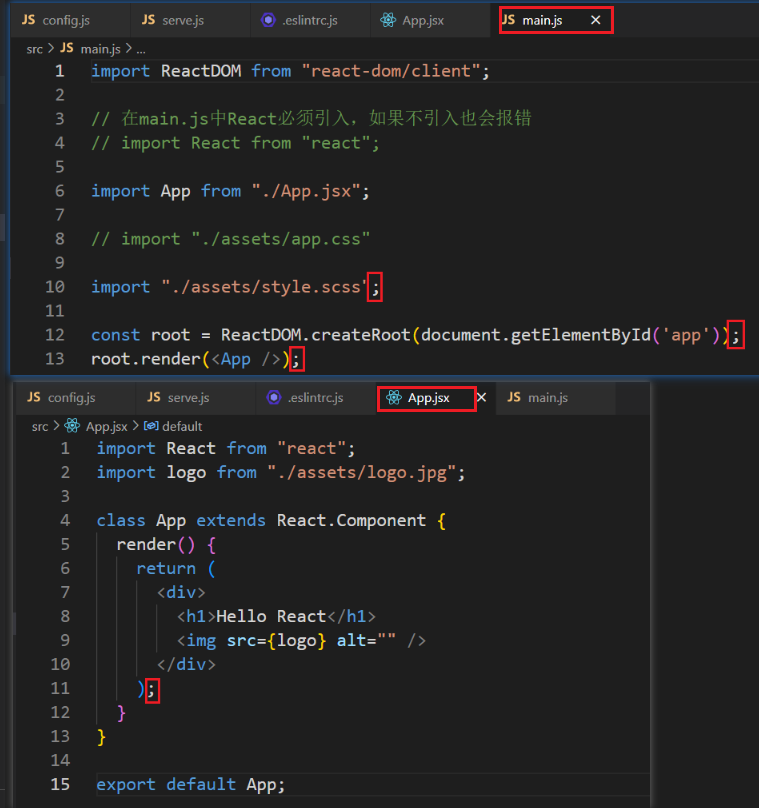 JS config.js JS serve.js .eslintrc.js App.jsx JS main.js ×
src > JS main.js > ...
1 import ReactDOM from "react-dom/client";
2
3 // 在main.js中React必须引入，如果不引入也会报错
4 // import React from "react";
5
6 import App from "./App.jsx";
7
8 // import "./assets/app.css"
9
10 import "./assets/style.scss";
11
12 const root = ReactDOM.createRoot(document.getElementById('app'));
13 root.render(<App />);
JS config.js JS serve.js .eslintrc.js App.jsx × JS main.js
src > App.jsx > default
1 import React from "react";
2 import logo from "./assets/logo.jpg";
3
4 class App extends React.Component {
5 render() {
6 return (
7 <div>
8 <h1>Hello React</h1>
9 <img src={logo} alt="" />
10 </div>
11 );
12 }
13 }
14
15 export default App;